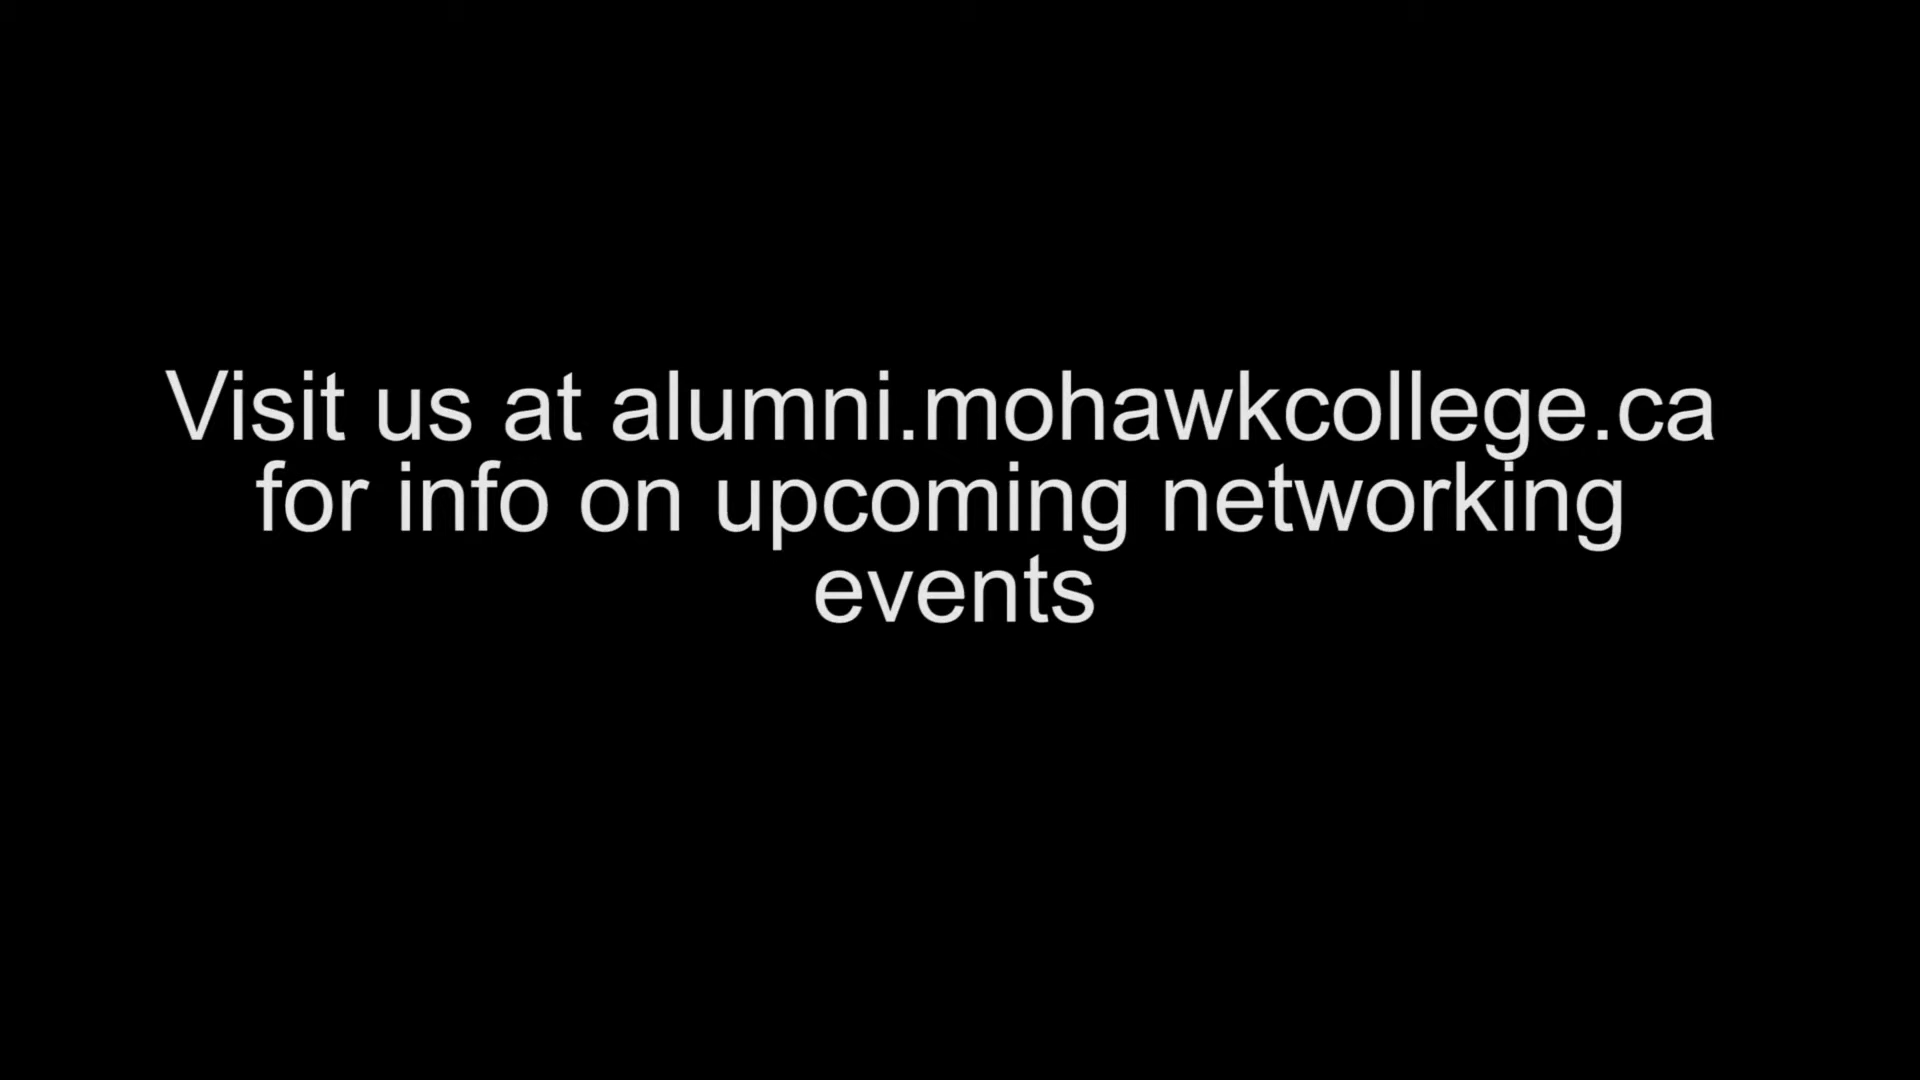 Visit us at alumni.mohawkcollege.ca
for info on upcoming networking
events